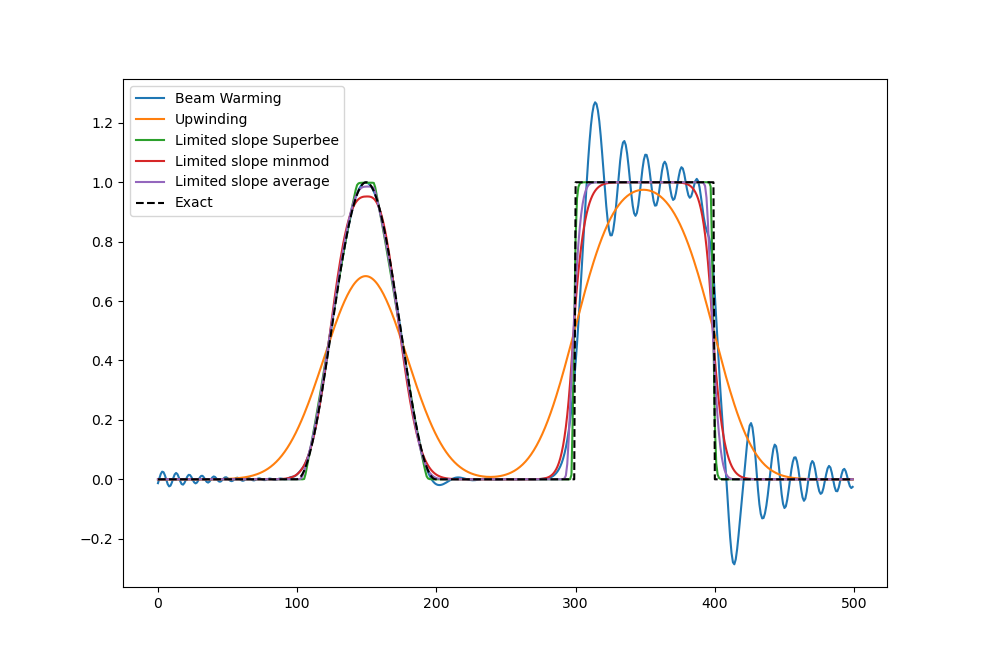 Beam Warming
Upwinding
Limited slope Superbee
Limited slope minmod
Limited slope average
Exact
1.2
1.0
0.8
0.6
0.4
0.2
0.0
−0.2
0 100 200 300 400 500